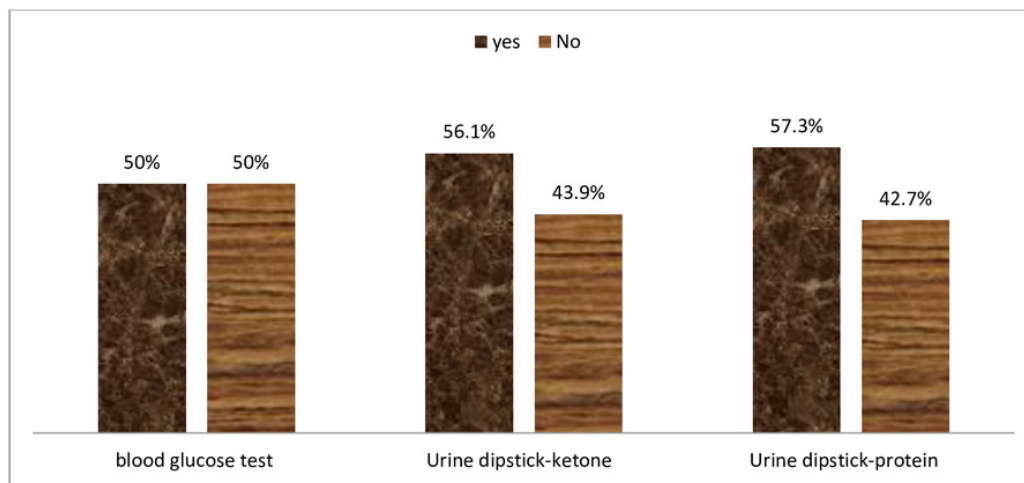 yes No
50% 50% 56.1% 43.9% 57.3% 42.7%
blood glucose test Urine dipstick-ketone Urine dipstick-protein